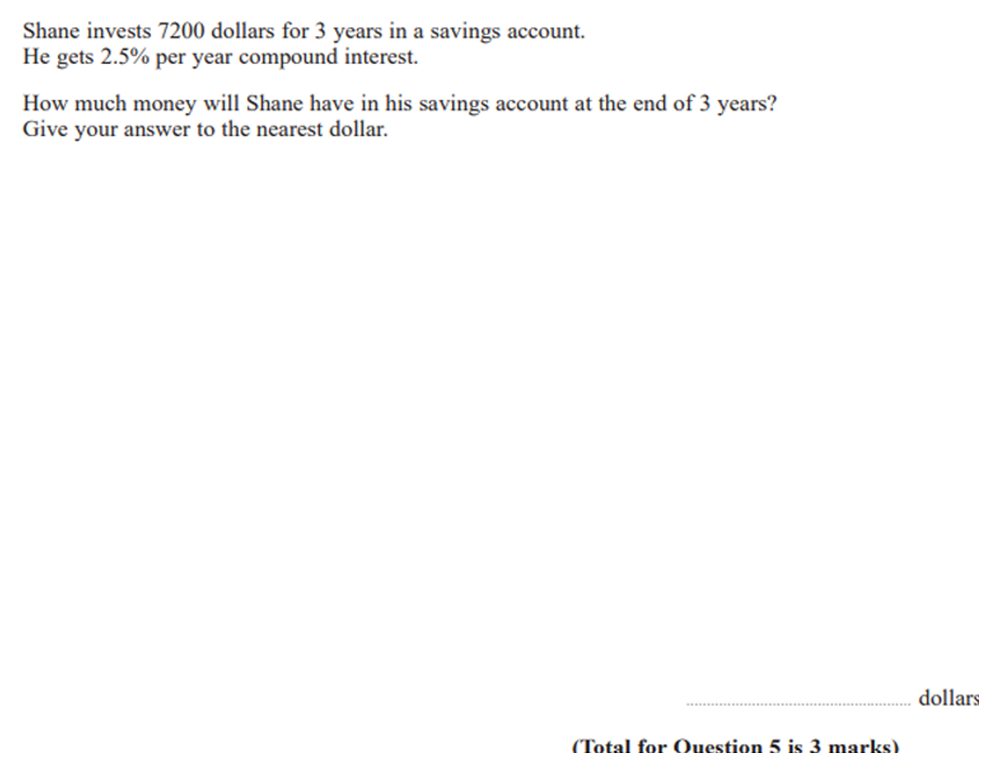 Shane invests 7200 dollars for 3 years in a savings account.
He gets 2.5% per year compound interest.
How much money will Shane have in his savings account at the end of 3 years?
Give your answer to the nearest dollar.
dollars
(Total for Question 5 is 3 marks)